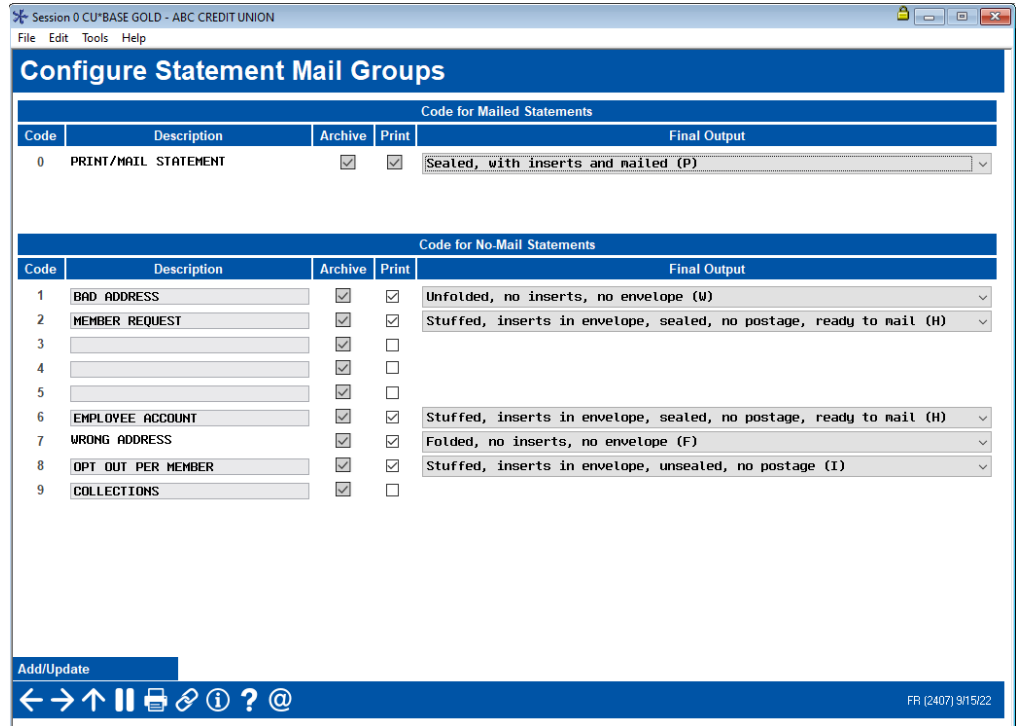 Session 0 CU*BASE GOLD - ABC CREDIT UNION
File Edit Tools Help
Configure Statement Mail Groups
Code for Mailed Statements
Code Description Archive Print Final Output
0 PRINT/MAIL STATEMENT Sealed, with inserts and mailed (P)
Code for No-Mail Statements
Code Description Archive Print Final Output
1 BAD ADDRESS Unfolded, no inserts, no envelope (W)
2 MEMBER REQUEST Stuffed, inserts in envelope, sealed, no postage, ready to mail (H)
3
4
5
6 EMPLOYEE ACCOUNT Stuffed, inserts in envelope, sealed, no postage, ready to mail (H)
7 WRONG ADDRESS Folded, no inserts, no envelope (F)
8 OPT OUT PER MEMBER Stuffed, inserts in envelope, unsealed, no postage (I)
9 COLLECTIONS
Add/Update
FR (2407) 9/15/22